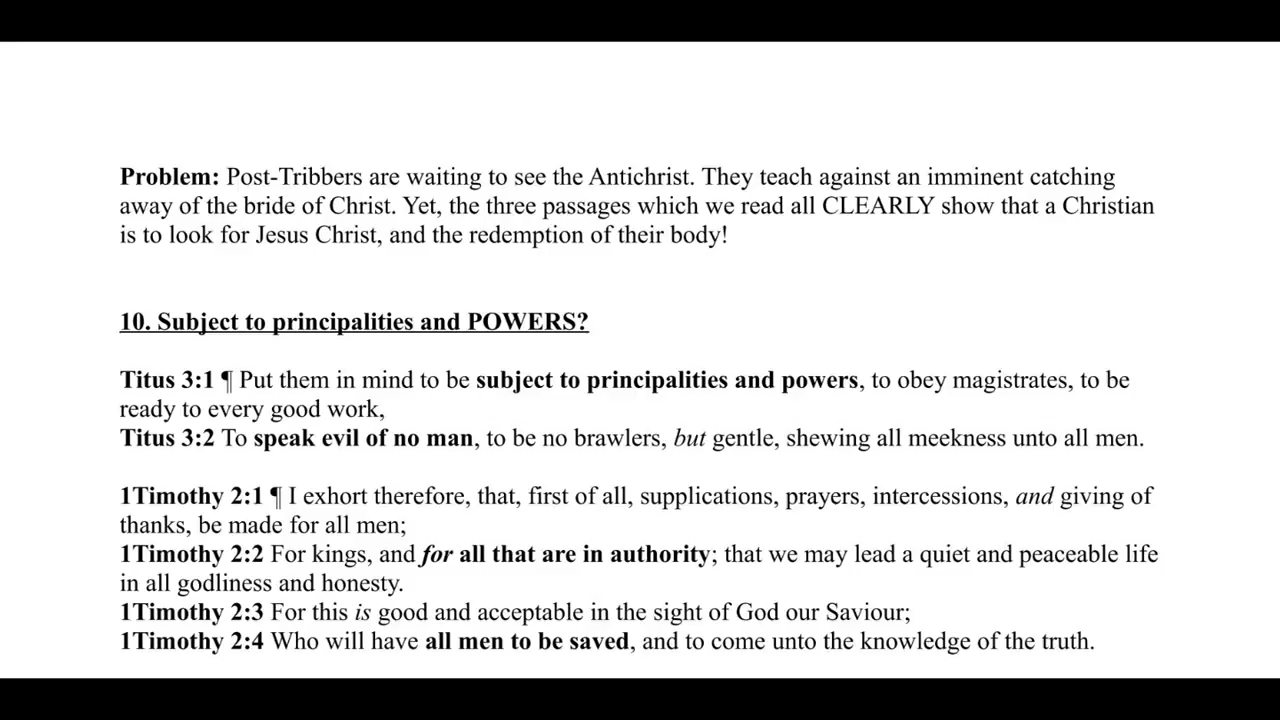 Problem: Post-Tribbers are waiting to see the Antichrist. They teach against an imminent catching
away of the bride of Christ. Yet, the three passages which we read all CLEARLY show that a Christian
is to look for Jesus Christ, and the redemption of their body!
10. Subject to principalities and POWERS?
Titus 3:1 ¶ Put them in mind to be subject to principalities and powers, to obey magistrates, to be
ready to every good work,
Titus 3:2 To speak evil of no man, to be no brawlers, but gentle, shewing all meekness unto all men.
1Timothy 2:1 ¶ I exhort therefore, that, first of all, supplications, prayers, intercessions, and giving of
thanks, be made for all men;
1Timothy 2:2 For kings, and for all that are in authority; that we may lead a quiet and peaceable life
in all godliness and honesty.
1Timothy 2:3 For this is good and acceptable in the sight of God our Saviour;
1Timothy 2:4 Who will have all men to be saved, and to come unto the knowledge of the truth.